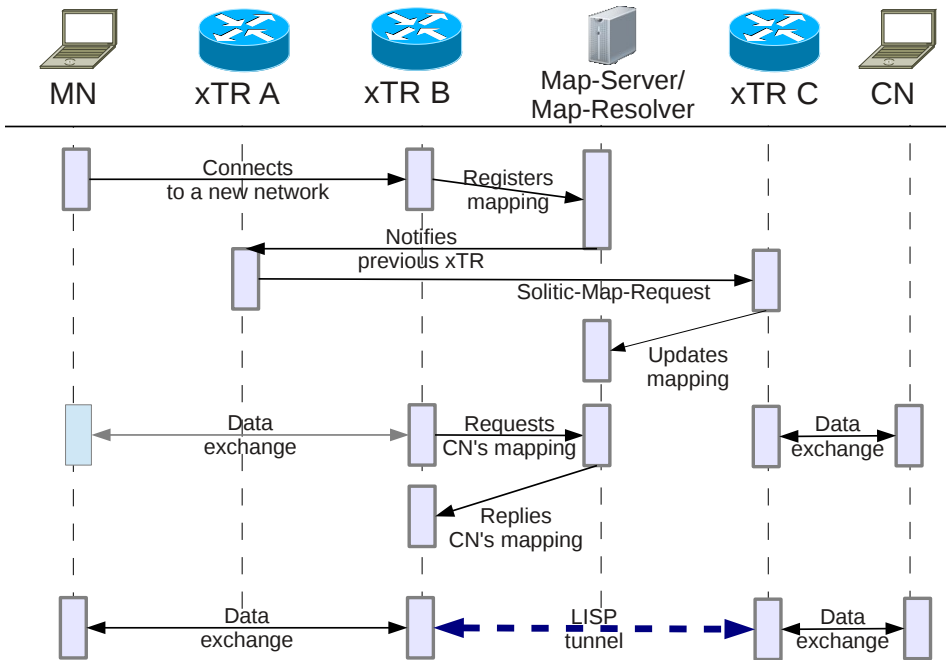 MN
xTR A
xTR B
Map-Server/
Map-Resolver
xTR C
CN
Connects
to a new network
Registers
mapping
Notifies
previous xTR
Solitic-Map-Request
Updates
mapping
Data
exchange
Requests
CN's mapping
Data
exchange
Replies
CN's mapping
Data
exchange
LISP
tunnel
Data
exchange